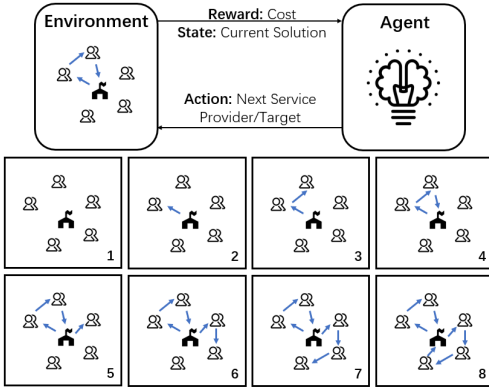 Environment
Reward: Cost
State: Current Solution
Action: Next Service
Provider/Target
Agent
1
2
3
4
5
6
7
8